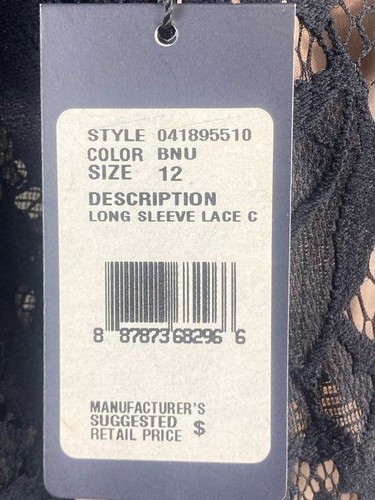 STYLE 041895510
COLOR BNU
SIZE 12
DESCRIPTION
LONG SLEEVE LACE C
8 87873 68296 6
MANUFACTURER'S
SUGGESTED
RETAIL PRICE $